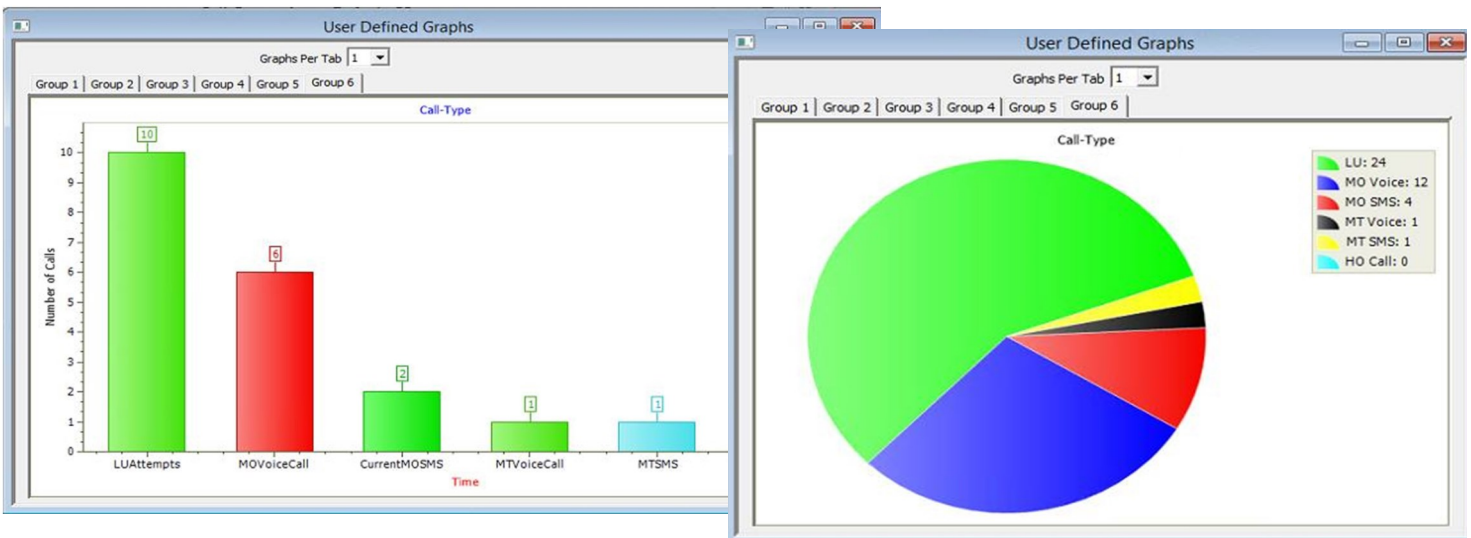 User Defined Graphs
Graphs Per Tab 1
Group 1 Group 2 Group 3 Group 4 Group 5 Group 6
Call-Type
Number of Calls
10
9
8
7
6
5
4
3
2
1
0
10
6
2
1
1
LUAttempts MOVoiceCall CurrentMOSMS MTVoiceCall MTSMS
Time
User Defined Graphs
Graphs Per Tab 1
Group 1 Group 2 Group 3 Group 4 Group 5 Group 6
Call-Type
LU: 24
MO Voice: 12
MO SMS: 4
MT Voice: 1
MT SMS: 1
HO Call: 0